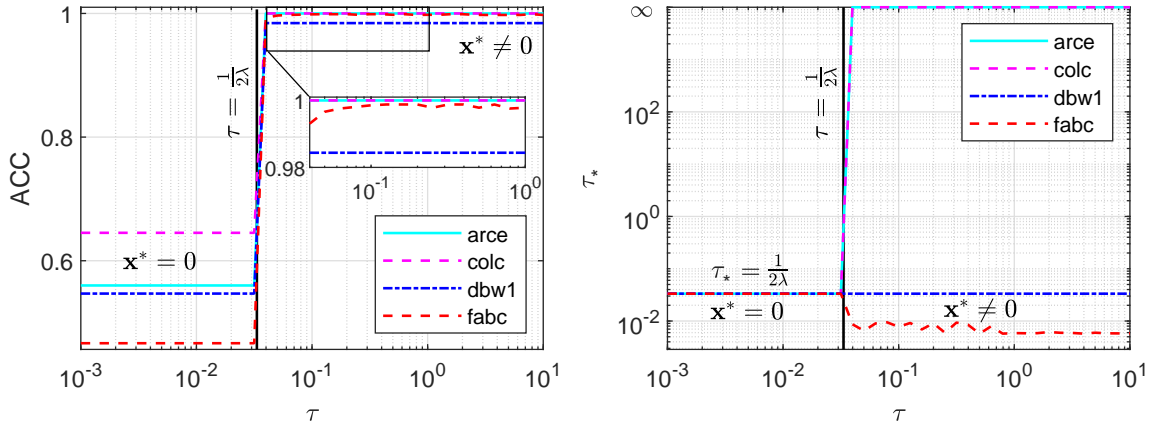 1
0.8
0.6
ACC
10^-3
10^-2
10^-1
10^0
10^1
τ
τ = 1/2λ
x* = 0
x* ≠ 0
1
0.98
10^-1
10^0
arce
colc
dbw1
fabc
∞
10^2
10^0
10^-2
τ_*
10^-3
10^-2
10^-1
10^0
10^1
τ
τ = 1/2λ
τ_* = 1/2λ
x* = 0
x* ≠ 0
arce
colc
dbw1
fabc